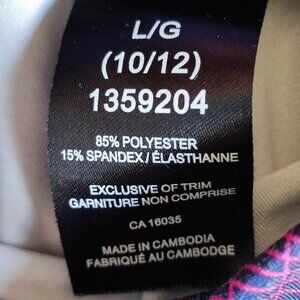 L/G
(10/12)
1359204
85% POLYESTER
15% SPANDEX / ÉLASTHANNE
EXCLUSIVE OF TRIM
GARNITURE NON COMPRISE
CA 16035
MADE IN CAMBODIA
FABRIQUÉ AU CAMBODGE